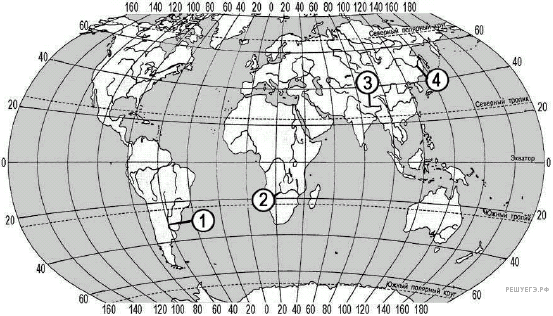 160 140 120 100 80 60 40 20 0 20 40 60 80 100 120 140 160 180
60 Северный полярный круг 60
40 40
3
4
20 Северный тропик 20
0 Экватор 0
2
1
20 Южный тропик 20
40 40
60 Южный полярный круг 60
160 140 120 100 80 60 40 20 0 20 40 60 80 100 120 140 160 180
РЕШУЕГЭ.РФ